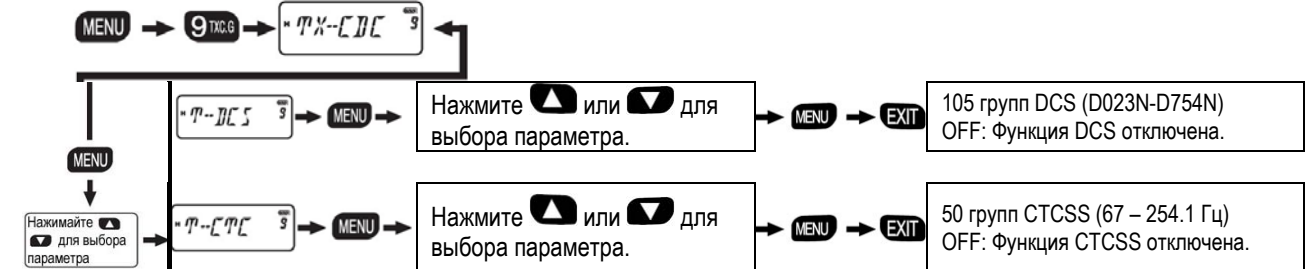 MENU 9 TXC.G TX--CDC 9
T--DCS 9 MENU Нажмите или для
выбора параметра. MENU EXIT 105 групп DCS (D023N-D754N)
OFF: Функция DCS отключена.
MENU
Нажимайте
для выбора
параметра
T--CTC 9 MENU Нажмите или для
выбора параметра. MENU EXIT 50 групп CTCSS (67 – 254.1 Гц)
OFF: Функция CTCSS отключена.